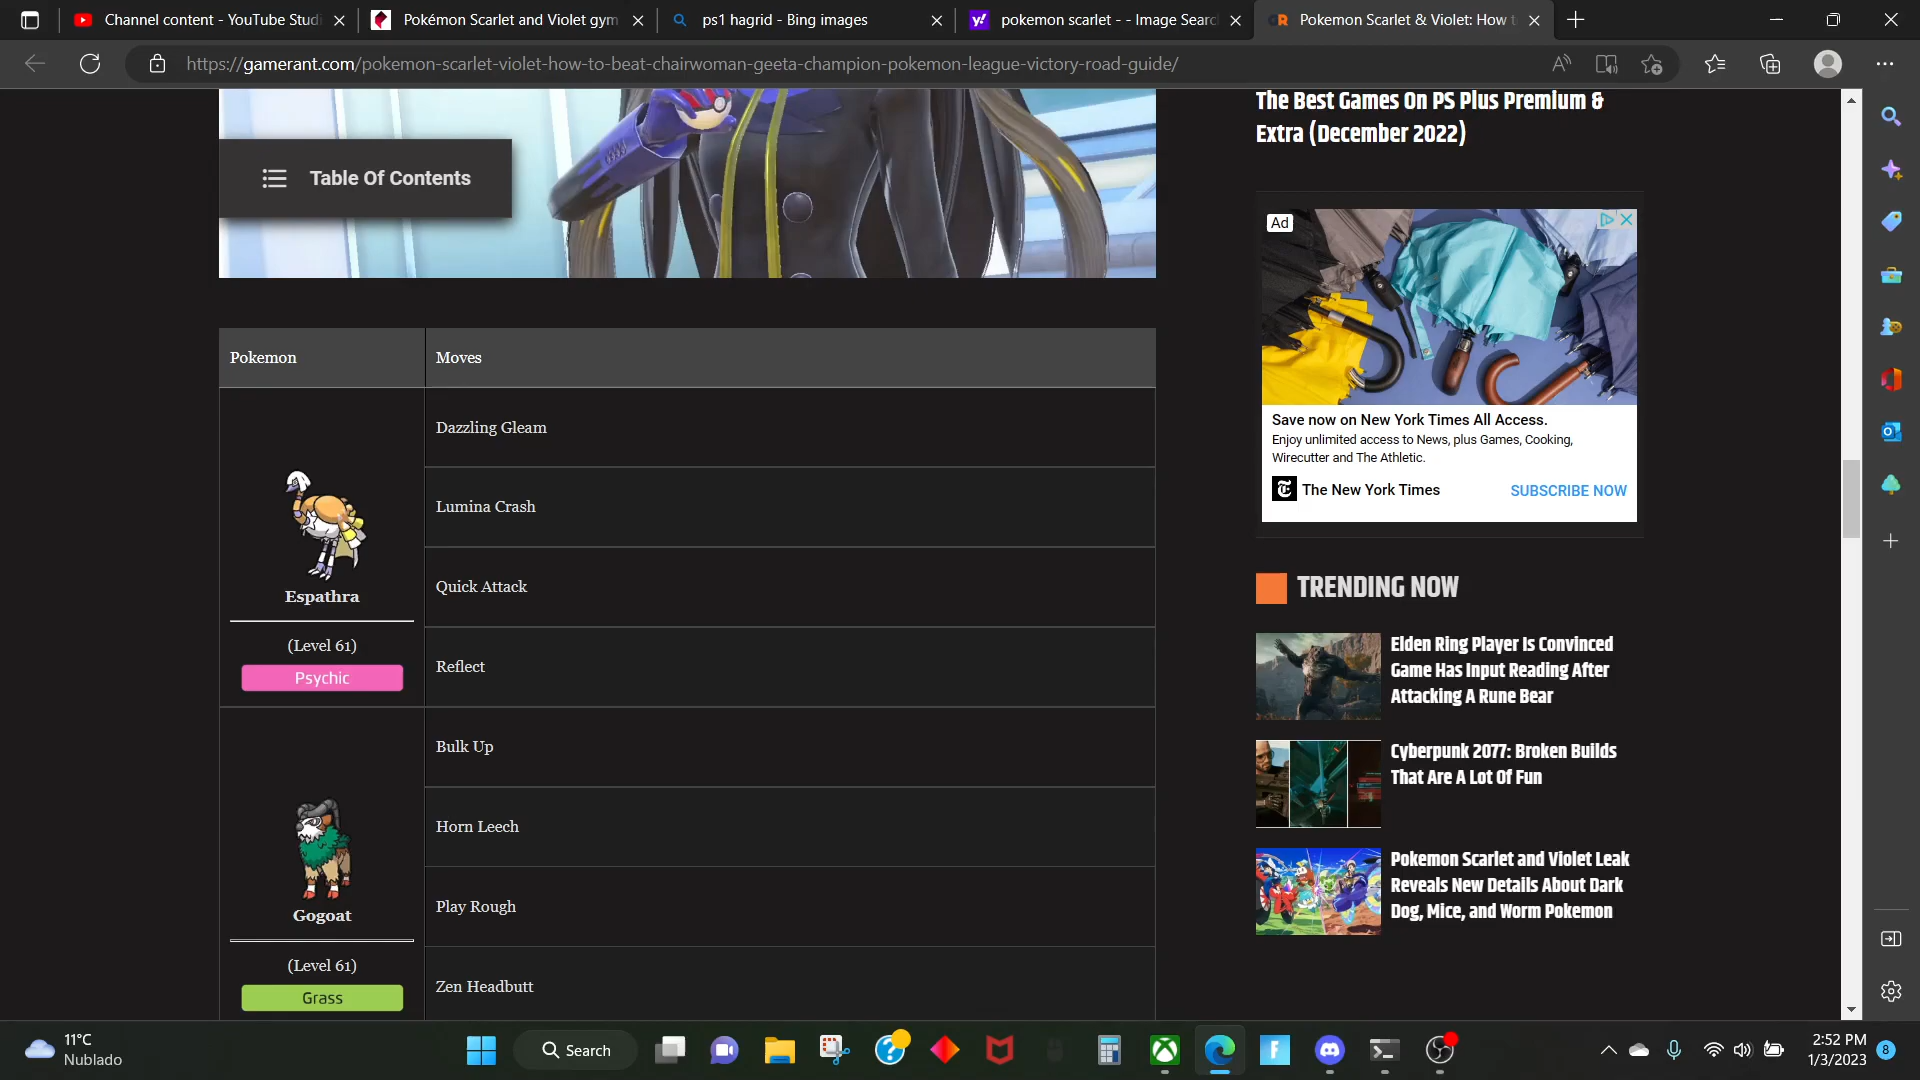 Channel content - YouTube Studi
Pokémon Scarlet and Violet gym
ps1 hagrid - Bing images
pokemon scarlet - - Image Searc
Pokemon Scarlet & Violet: How t
https://gamerant.com/pokemon-scarlet-violet-how-to-beat-chairwoman-geeta-champion-pokemon-league-victory-road-guide/
Table Of Contents
Pokemon
Moves
Espathra
(Level 61)
Psychic
Dazzling Gleam
Lumina Crash
Quick Attack
Reflect
Gogoat
(Level 61)
Grass
Bulk Up
Horn Leech
Play Rough
Zen Headbutt
The Best Games On PS Plus Premium &
Extra (December 2022)
Ad
Save now on New York Times All Access.
Enjoy unlimited access to News, plus Games, Cooking,
Wirecutter and The Athletic.
The New York Times
SUBSCRIBE NOW
TRENDING NOW
Elden Ring Player Is Convinced
Game Has Input Reading After
Attacking A Rune Bear
Cyberpunk 2077: Broken Builds
That Are A Lot Of Fun
Pokemon Scarlet and Violet Leak
Reveals New Details About Dark
Dog, Mice, and Worm Pokemon
11°C
Nublado
Search
2:52 PM
1/3/2023
8